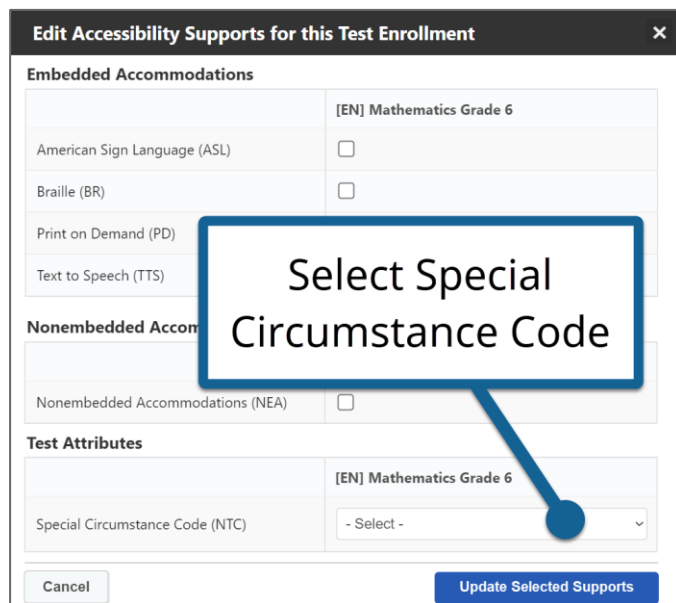 Edit Accessibility Supports for this Test Enrollment ×
Embedded Accommodations
[EN] Mathematics Grade 6
American Sign Language (ASL)
Braille (BR)
Print on Demand (PD)
Text to Speech (TTS)
Select Special
Circumstance Code
Nonembedded Accom
Nonembedded Accommodations (NEA)
Test Attributes
[EN] Mathematics Grade 6
Special Circumstance Code (NTC) - Select -
Cancel Update Selected Supports